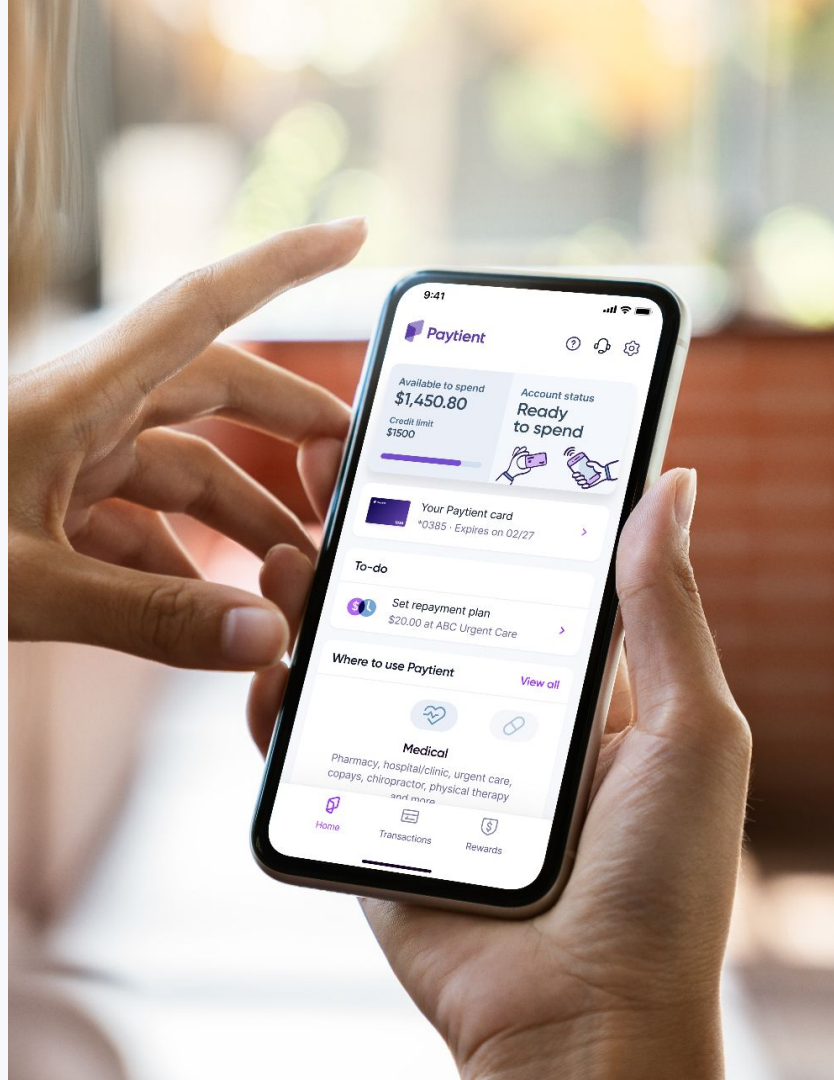 9:41
Paytient
Available to spend
$1,450.80
Credit limit
$1500
Account status
Ready
to spend
Your Paytient card
*0385 · Expires on 02/27
To-do
S L
Set repayment plan
$20.00 at ABC Urgent Care
Where to use Paytient
View all
Medical
Pharmacy, hospital/clinic, urgent care,
copays, chiropractor, physical therapy
and more
Home
Transactions
Rewards